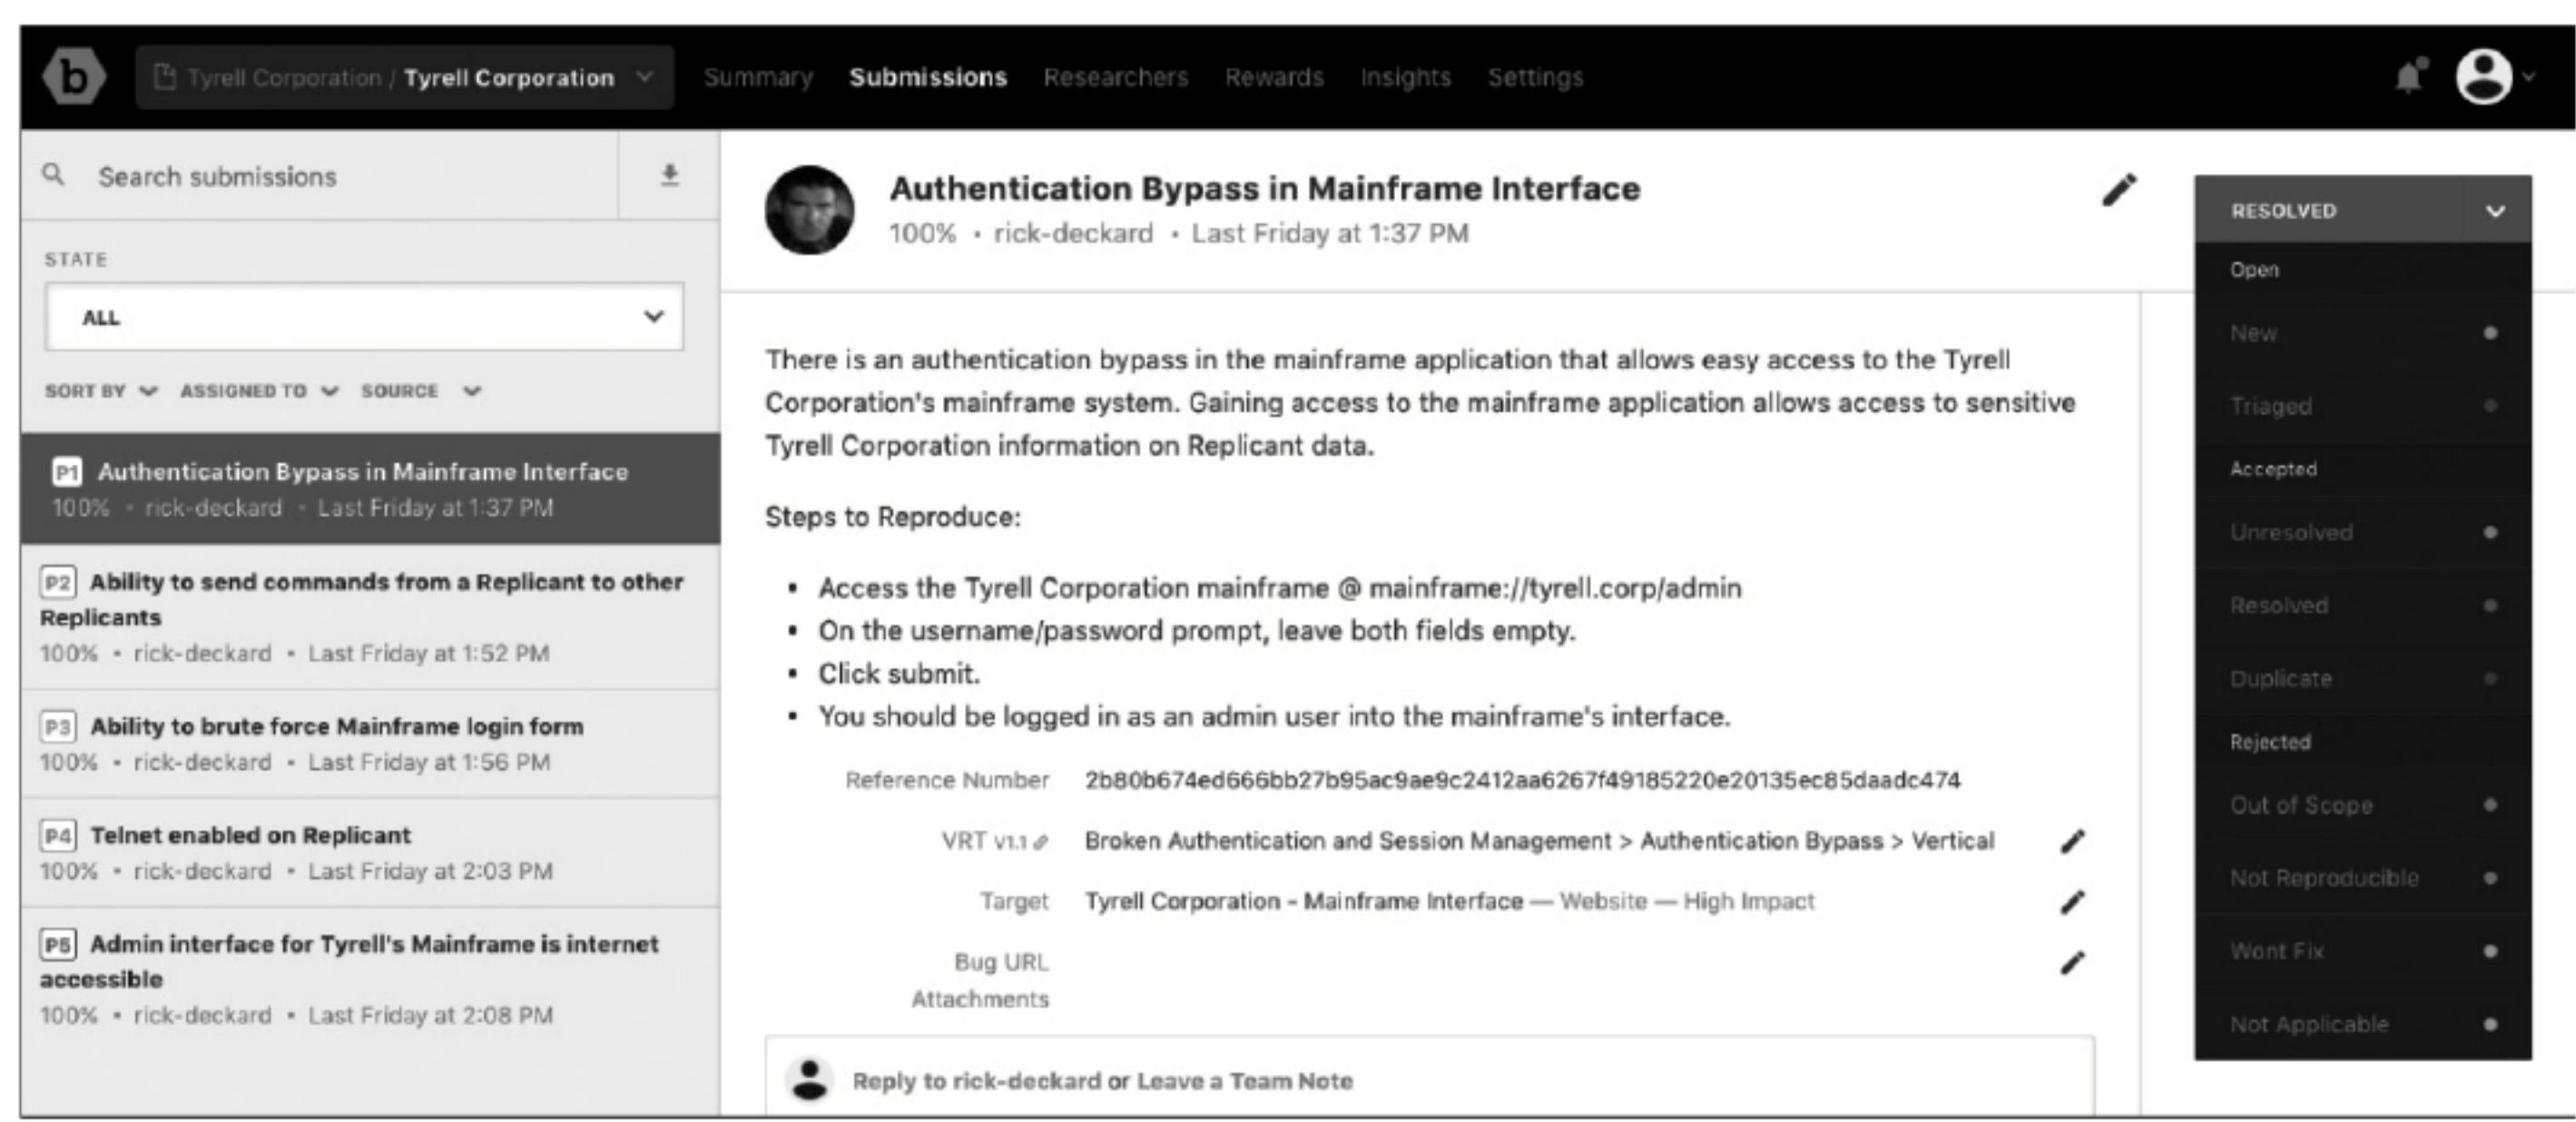 b
Tyrell Corporation / Tyrell Corporation
Summary
Submissions
Researchers
Rewards
Insights
Settings
Search submissions
STATE
ALL
SORT BY
ASSIGNED TO
SOURCE
P1 Authentication Bypass in Mainframe Interface
100% • rick-deckard • Last Friday at 1:37 PM
P2 Ability to send commands from a Replicant to other
Replicants
100% • rick-deckard • Last Friday at 1:52 PM
P3 Ability to brute force Mainframe login form
100% • rick-deckard • Last Friday at 1:56 PM
P4 Telnet enabled on Replicant
100% • rick-deckard • Last Friday at 2:03 PM
P5 Admin interface for Tyrell's Mainframe is internet
accessible
100% • rick-deckard • Last Friday at 2:08 PM
Authentication Bypass in Mainframe Interface
100% • rick-deckard • Last Friday at 1:37 PM
There is an authentication bypass in the mainframe application that allows easy access to the Tyrell
Corporation's mainframe system. Gaining access to the mainframe application allows access to sensitive
Tyrell Corporation information on Replicant data.
Steps to Reproduce:
• Access the Tyrell Corporation mainframe @ mainframe://tyrell.corp/admin
• On the username/password prompt, leave both fields empty.
• Click submit.
• You should be logged in as an admin user into the mainframe's interface.
Reference Number 2b80b674ed666bb27b95ac9ae9c2412aa6267f49185220e20135ec85daadc474
VRT v1.1 Broken Authentication and Session Management > Authentication Bypass > Vertical
Target Tyrell Corporation - Mainframe Interface — Website — High Impact
Bug URL
Attachments
Reply to rick-deckard or Leave a Team Note
RESOLVED
Open
New
Triaged
Accepted
Unresolved
Resolved
Duplicate
Rejected
Out of Scope
Not Reproducible
Wont Fix
Not Applicable